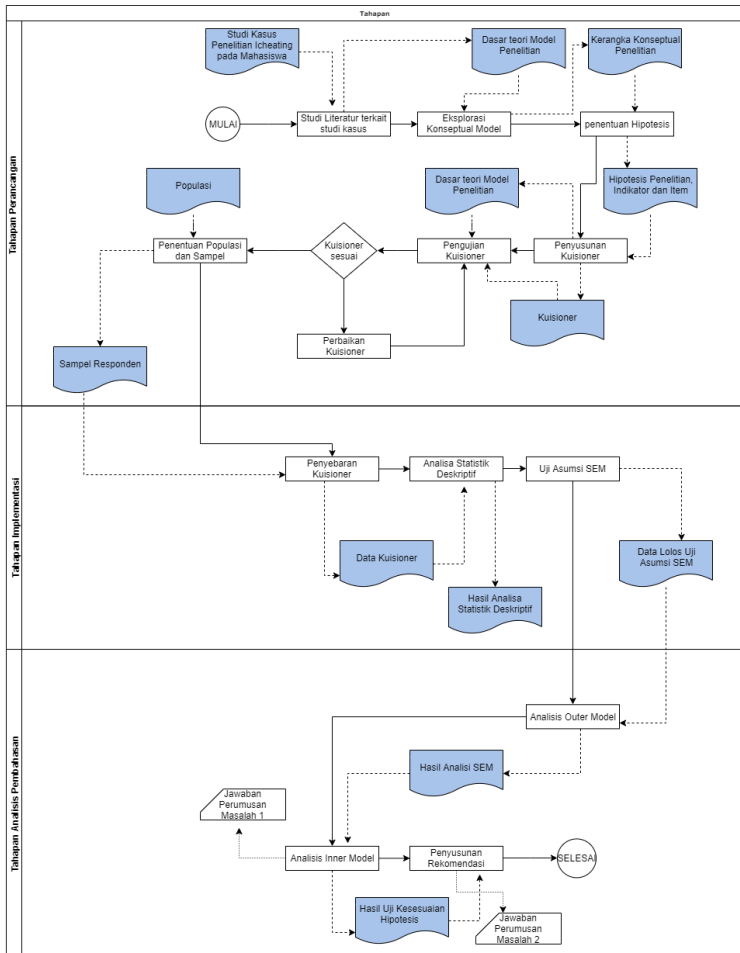 Tahapan
Tahapan Perancangan
Studi Kasus
Penelitian Icheating
pada Mahasiswa
Dasar teori Model
Penelitian
Kerangka Konseptual
Penelitian
MULAI
Studi Literatur terkait
studi kasus
Eksplorasi
Konseptual Model
penentuan Hipotesis
Populasi
Dasar teori Model
Penelitian
Hipotesis Penelitian,
Indikator dan Item
Penentuan Populasi
dan Sampel
Kuisioner
sesuai
Pengujian
Kuisioner
Penyusunan
Kuisioner
Kuisioner
Perbaikan
Kuisioner
Sampel Responden
Tahapan Implementasi
Penyebaran
Kuisioner
Analisa Statistik
Deskriptif
Uji Asumsi SEM
Data Kuisioner
Data Lolos Uji
Asumsi SEM
Hasil Analisa
Statistik Deskriptif
Tahapan Analisis Pembahasan
Analisis Outer Model
Hasil Analisi SEM
Jawaban
Perumusan
Masalah 1
Analisis Inner Model
Penyusunan
Rekomendasi
SELESAI
Hasil Uji Kesesuaian
Hipotesis
Jawaban
Perumusan
Masalah 2